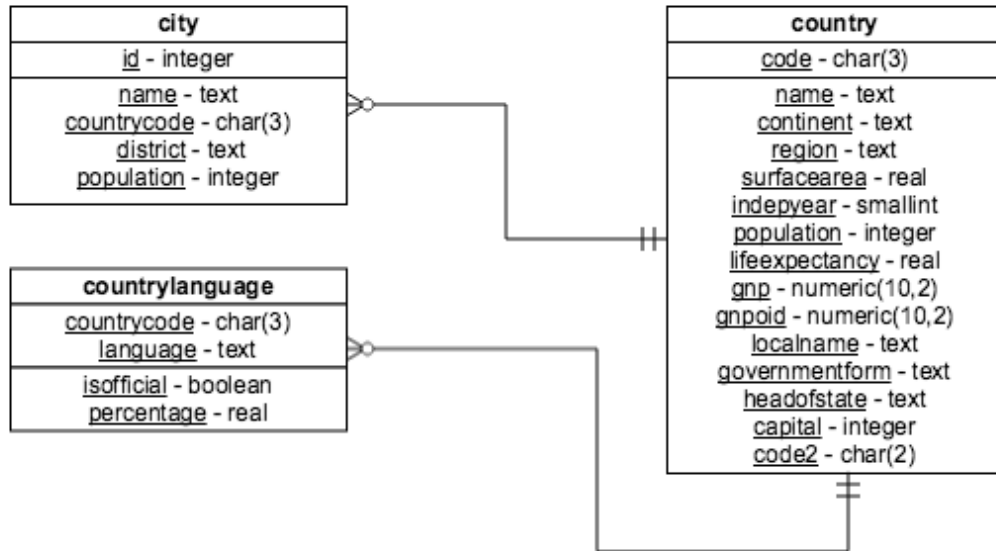 city
id - integer
name - text
countrycode - char(3)
district - text
population - integer
countrylanguage
countrycode - char(3)
language - text
isofficial - boolean
percentage - real
country
code - char(3)
name - text
continent - text
region - text
surfacearea - real
indepyear - smallint
population - integer
lifeexpectancy - real
gnp - numeric(10,2)
gnpoid - numeric(10,2)
localname - text
governmentform - text
headofstate - text
capital - integer
code2 - char(2)